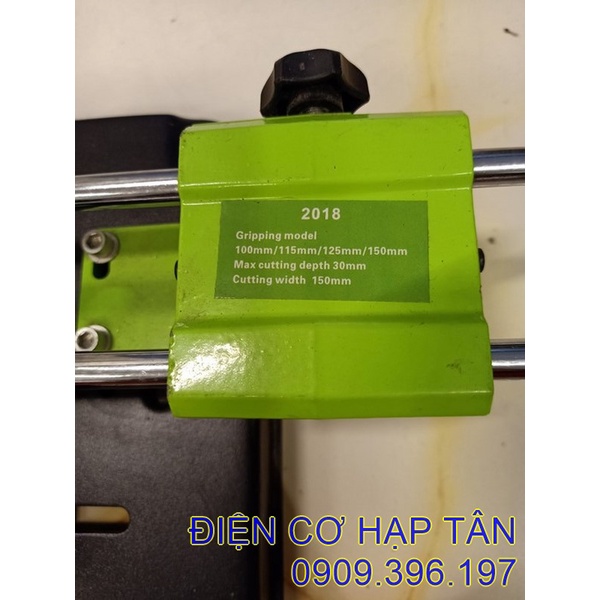 2018
Gripping model
100mm/115mm/125mm/150mm
Max cutting depth 30mm
Cutting width 150mm
ĐIỆN CƠ HẠP TÂN
0909.396.197